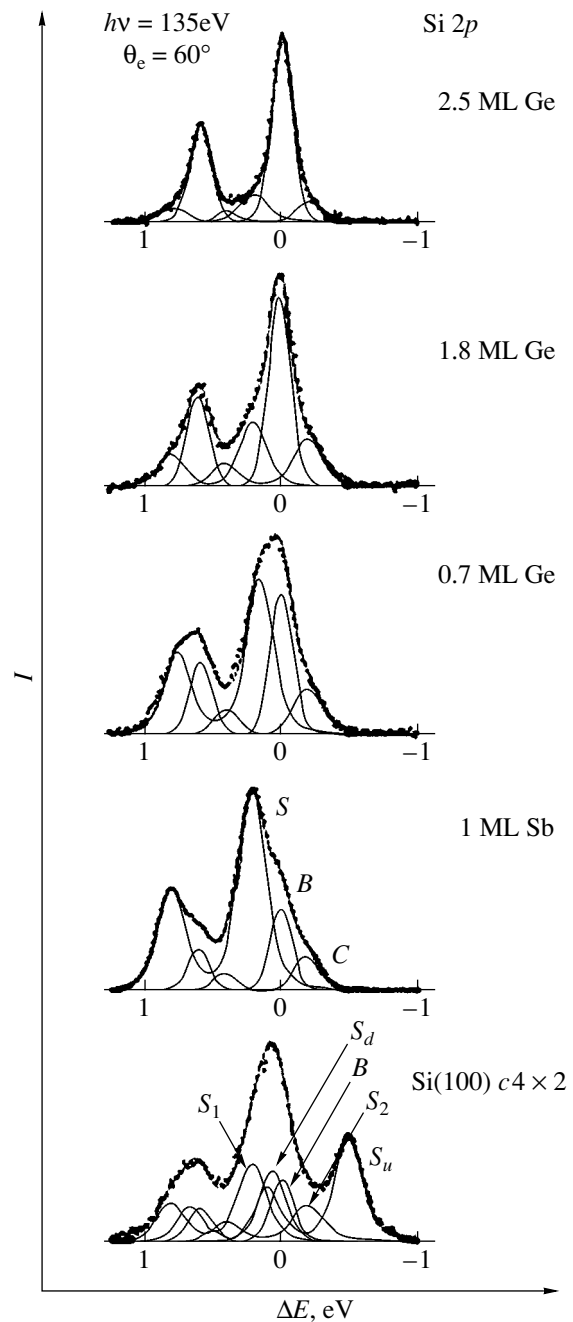 hν = 135eV
θe = 60°
Si 2p
2.5 ML Ge
1 0 −1
1.8 ML Ge
1 0 −1
0.7 ML Ge
1 0 −1
I
1 ML Sb
S
B
C
1 0 −1
Si(100) c4 × 2
Sd
B
S1
S2
Su
1 0 −1
ΔE, eV